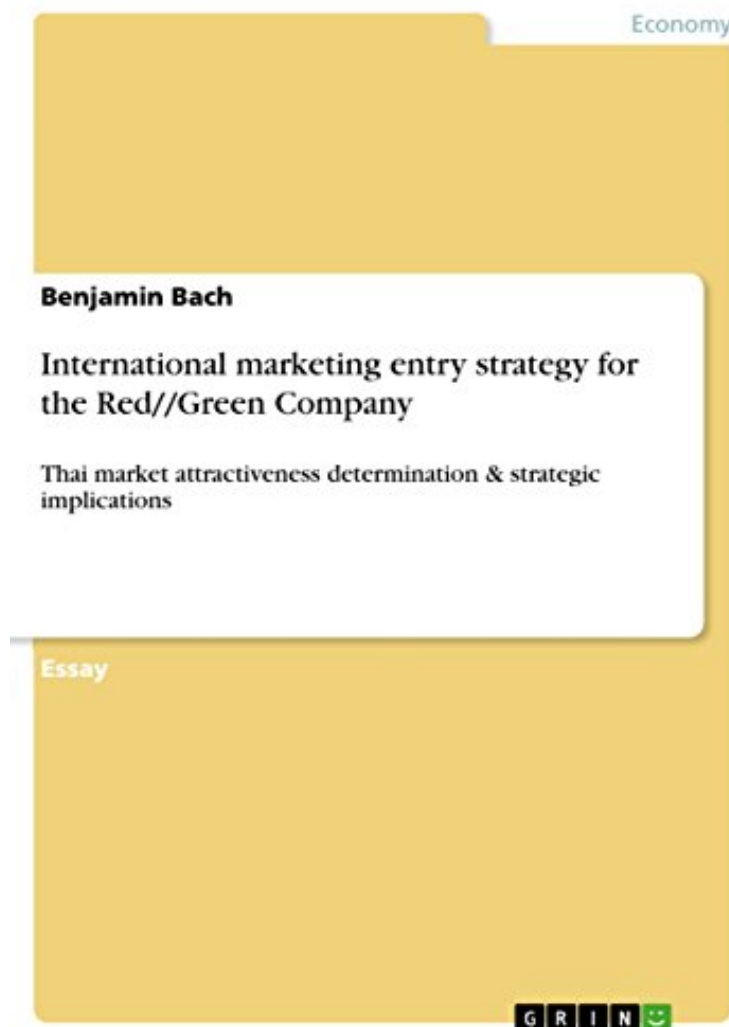 Economy
Benjamin Bach
International marketing entry strategy for
the Red//Green Company
Thai market attractiveness determination & strategic
implications
Essay
GRIN